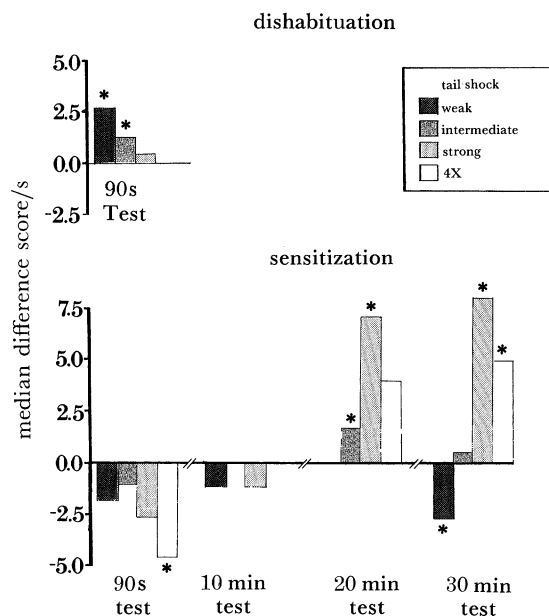 dishabituation
5.0
2.5
0.0
-2.5
*
*
90s
Test
tail shock
weak
intermediate
strong
4X
median difference score/s
sensitization
7.5
5.0
2.5
0.0
-2.5
-5.0
*
*
*
*
*
*
90s
test
10 min
test
20 min
test
30 min
test